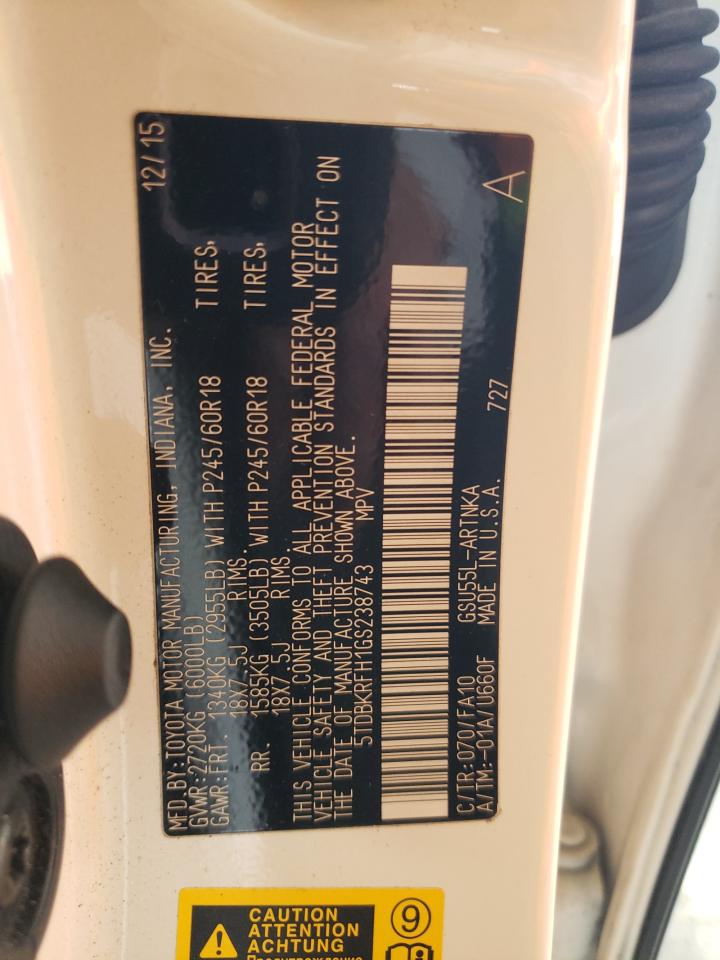 MFD.BY:TOYOTA MOTOR MANUFACTURING, INDIANA, INC. 12/15
GVWR:2720KG (6000LB)
GAWR:FRT. 1340KG (2955LB) WITH P245/60R18 TIRES,
18X7.5J RIMS.
RR. 1585KG (3505LB) WITH P245/60R18 TIRES,
18X7.5J RIMS.
THIS VEHICLE CONFORMS TO ALL APPLICABLE FEDERAL MOTOR
VEHICLE SAFETY AND THEFT PREVENTION STANDARDS IN EFFECT ON
THE DATE OF MANUFACTURE SHOWN ABOVE.
5TDBKRFH1GS238743 MPV
C/TR:070/FA10 GSU55L-ARTNKA 727
A/TM:-01A/U660F MADE IN U.S.A.
A
CAUTION
ATTENTION
ACHTUNG
Предупреждение
9